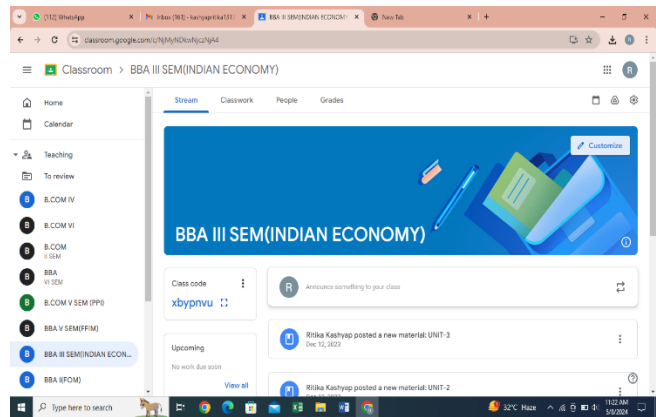 (112) WhatsApp
BBA III SEM(INDIAN ECONOMY)
New Tab
classroom.google.com/c/NjMyNDkwNjczNjA4
Classroom > BBA III SEM(INDIAN ECONOMY)
R
Home
Calendar
Teaching
To review
B B.COM IV
B B.COM VI
B B.COM
II SEM
B BBA
VI SEM
B B.COM V SEM (PPI)
B BBA V SEM(FFIM)
B BBA III SEM(INDIAN ECON...
B BBA I(FOM)
Stream Classwork People Grades
Customize
BBA III SEM(INDIAN ECONOMY)
Class code
xbypnvu
Upcoming
No work due soon
View all
R Announce something to your class
Ritika Kashyap posted a new material: UNIT-3
Dec 12, 2023
Ritika Kashyap posted a new material: UNIT-2
Type here to search
32°C Haze
11:22 AM
5/8/2024